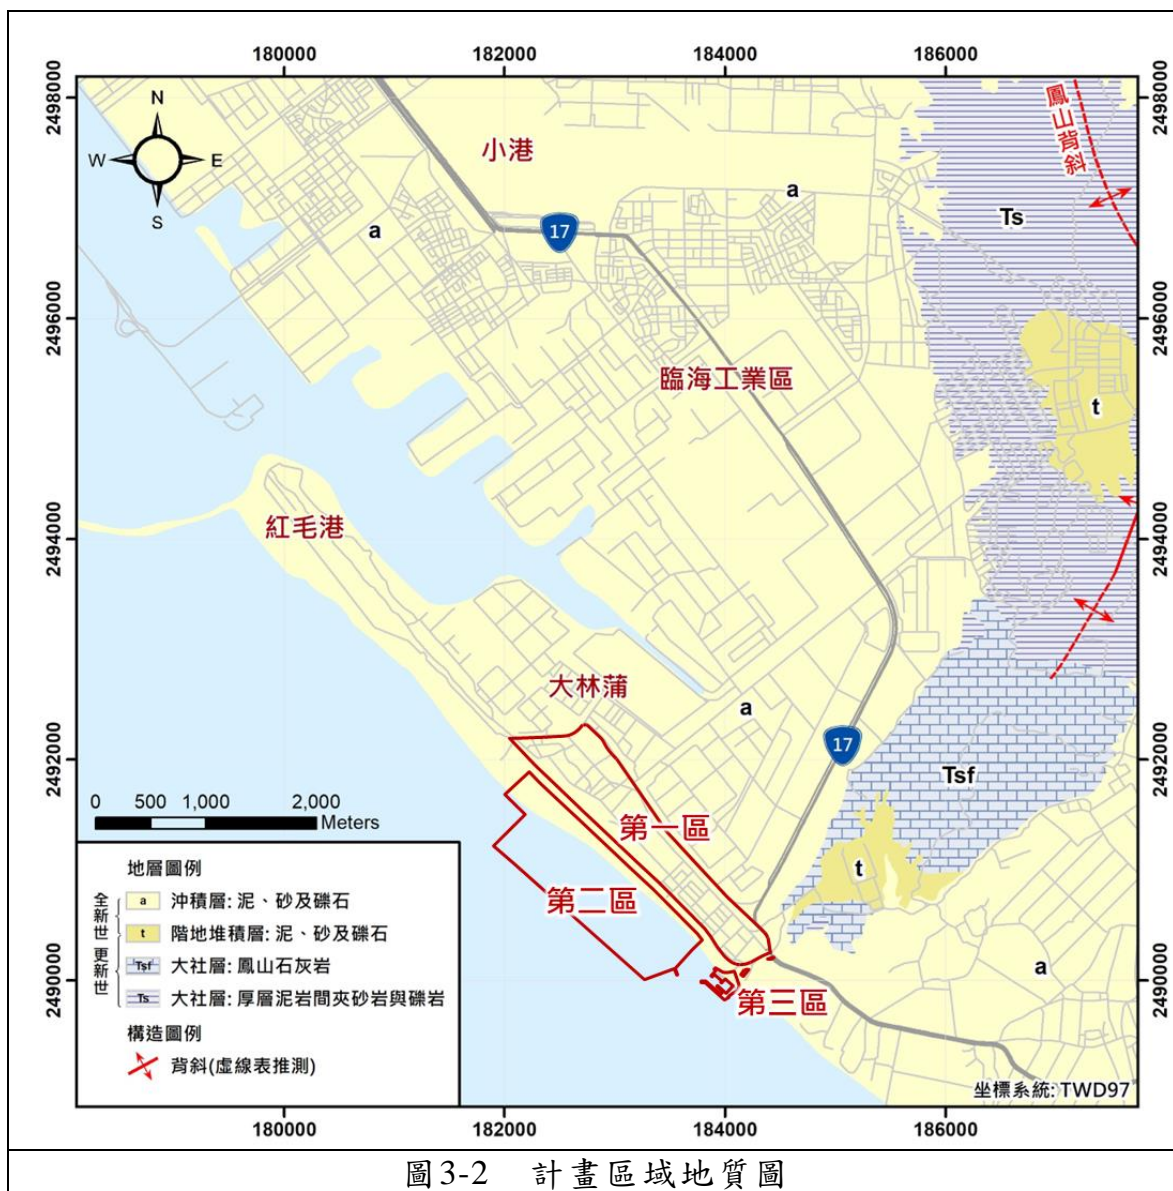 180000 182000 184000 186000
2498000
2498000
N
W E
S
小港
a
a
17
鳳山背斜
Ts
2496000
2496000
臨海工業區
t
紅毛港
2494000
2494000
大林蒲
a
17
2492000
2492000
Tsf
0 500 1,000 2,000
Meters
第一區
t
第二區
a
2490000
2490000
第三區
地層圖例
全新世
更新世
a 沖積層: 泥、砂及礫石
t 階地堆積層: 泥、砂及礫石
Tsf 大社層: 鳳山石灰岩
Ts 大社層: 厚層泥岩間夾砂岩與礫岩
構造圖例
背斜(虛線表推測)
坐標系統: TWD97
180000 182000 184000 186000
圖3-2 計畫區域地質圖